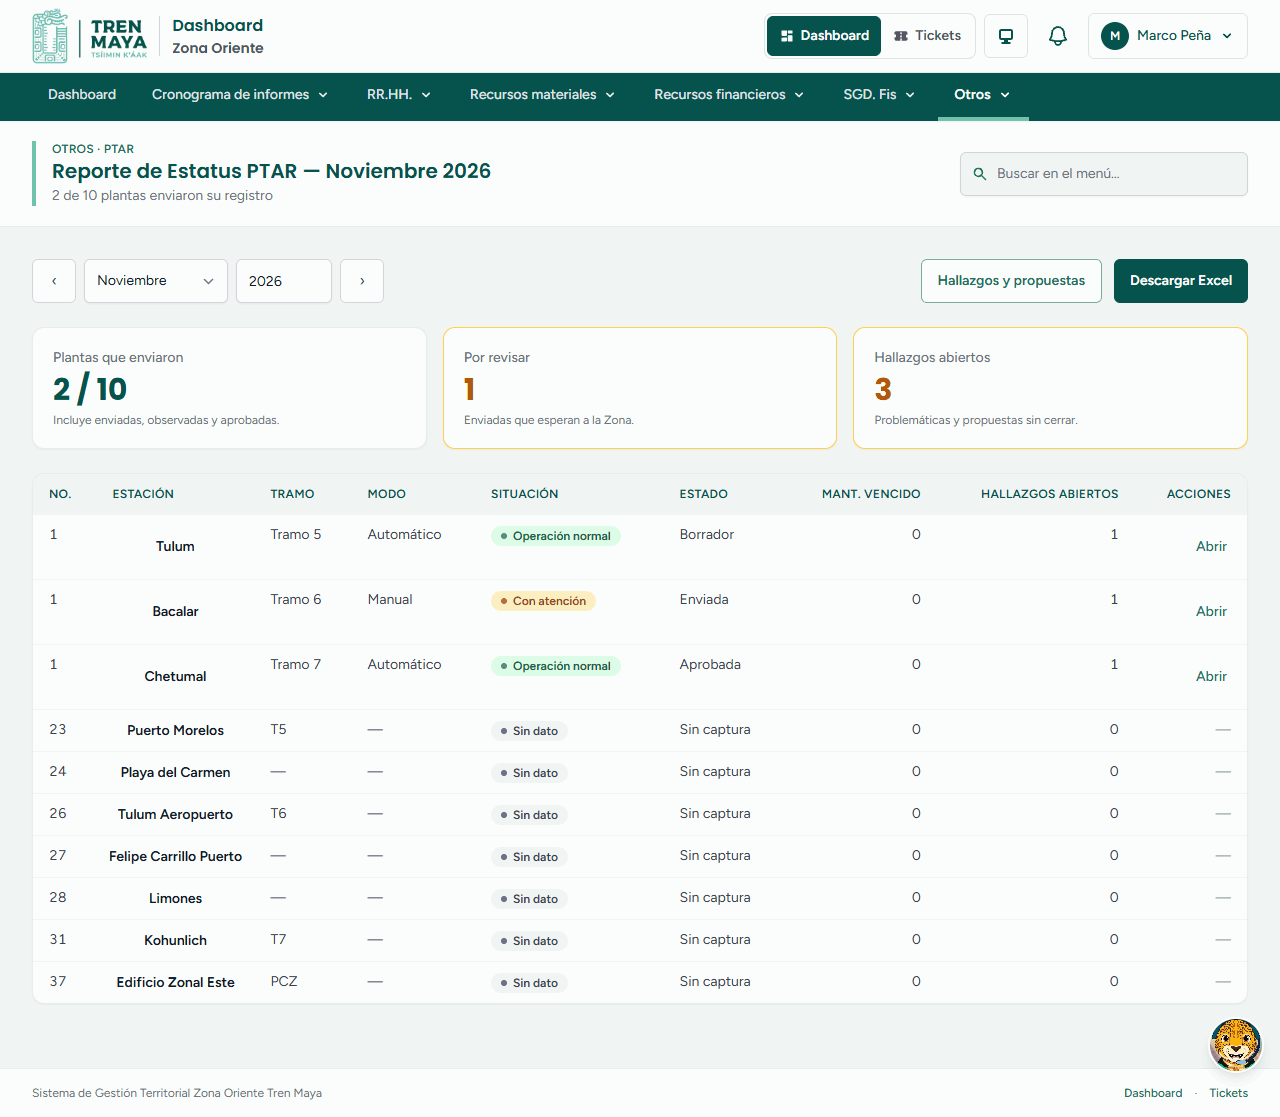 TREN
MAYA
TSÍIMIN K'ÁAK
Dashboard
Zona Oriente
Dashboard
Tickets
M
Marco Peña
Dashboard
Cronograma de informes
RR.HH.
Recursos materiales
Recursos financieros
SGD. Fis
Otros
OTROS · PTAR
Reporte de Estatus PTAR — Noviembre 2026
2 de 10 plantas enviaron su registro
Buscar en el menú...
‹
Noviembre
2026
›
Hallazgos y propuestas
Descargar Excel
Plantas que enviaron
2 / 10
Incluye enviadas, observadas y aprobadas.
Por revisar
1
Enviadas que esperan a la Zona.
Hallazgos abiertos
3
Problemáticas y propuestas sin cerrar.
NO. ESTACIÓN TRAMO MODO SITUACIÓN ESTADO MANT. VENCIDO HALLAZGOS ABIERTOS ACCIONES
1 Tulum Tramo 5 Automático Operación normal Borrador 0 1 Abrir
1 Bacalar Tramo 6 Manual Con atención Enviada 0 1 Abrir
1 Chetumal Tramo 7 Automático Operación normal Aprobada 0 1 Abrir
23 Puerto Morelos T5 — Sin dato Sin captura 0 0 —
24 Playa del Carmen — — Sin dato Sin captura 0 0 —
26 Tulum Aeropuerto T6 — Sin dato Sin captura 0 0 —
27 Felipe Carrillo Puerto — — Sin dato Sin captura 0 0 —
28 Limones — — Sin dato Sin captura 0 0 —
31 Kohunlich T7 — Sin dato Sin captura 0 0 —
37 Edificio Zonal Este PCZ — Sin dato Sin captura 0 0 —
Sistema de Gestión Territorial Zona Oriente Tren Maya
Dashboard · Tickets